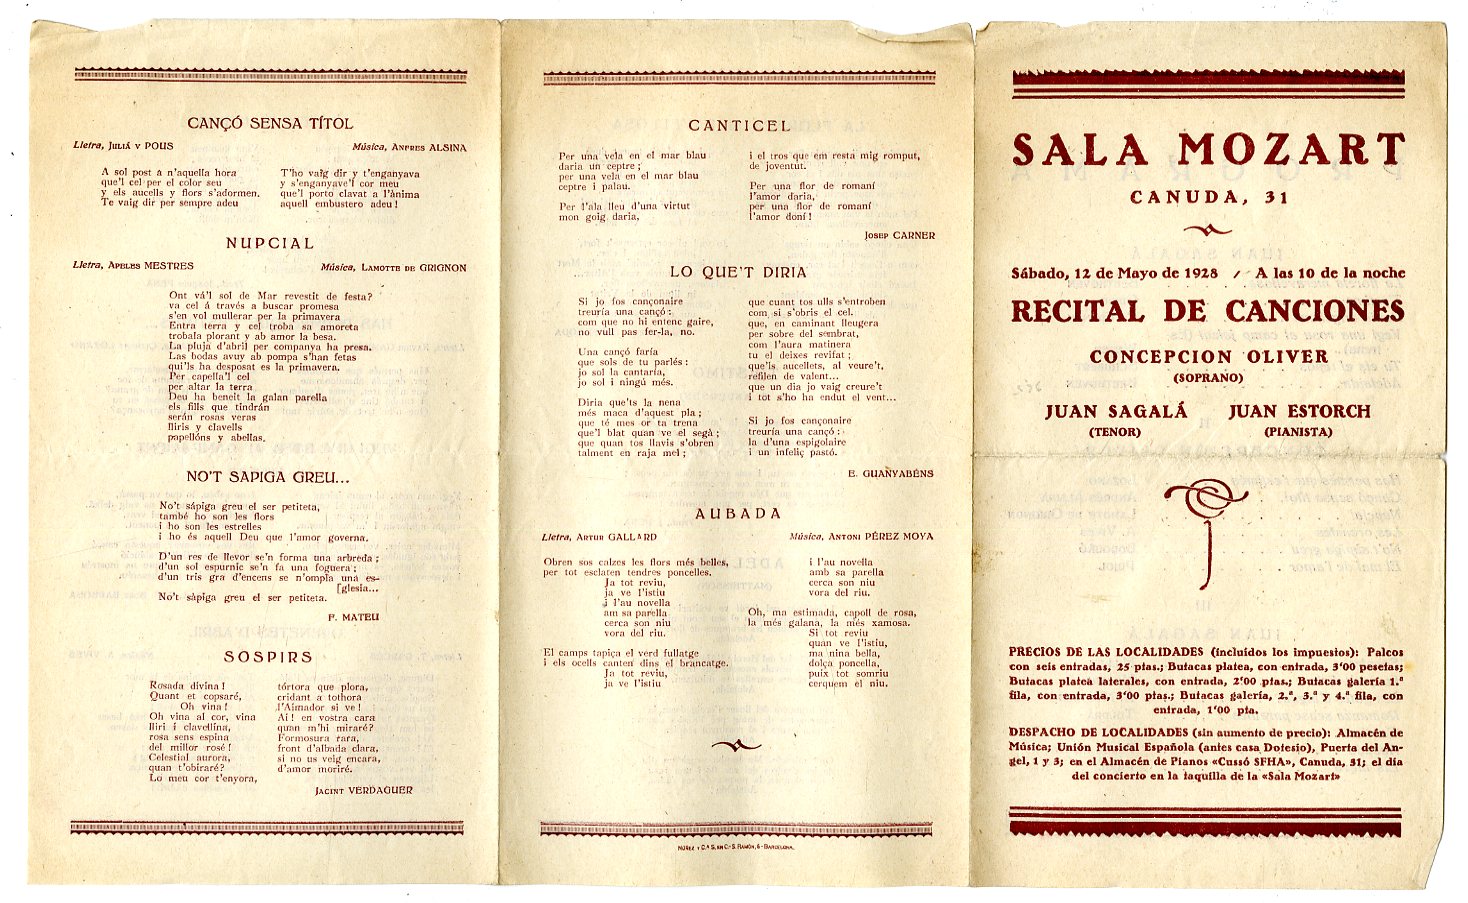 CANÇÓ SENSA TÍTOL
Lletra, JULIÁ V POUS
Música, ANPRES ALSINA
A sol post á n'aquella hora
que'l cel per el color seu
y els aucells y flors s'adormen.
Te vaig dir per sempre adeu
T'ho vaig dir y t'enganyava
y s'enganyave'l cor meu
que'l porto clavat a l'ànima
aquell embustero adeu!
NUPCIAL
Lletra, APELES MESTRES
Música, LAMOTTE DE GRIGNON
Ont vá'l sol de Mar revestit de festa?
va cel á través a buscar promesa
s'en vol mullerar per la primavera
Entra terra y cel troba sa amoreta
trobala plorant y ab amor la besa.
La pluja d'abril per companya ha presa.
Las bodas avuy ab pompa s'han fetas
qui'ls ha desposat es la primavera.
Per capella'l cel
per altar la terra
Deu ha beneit la galan parella
els fills que tindrán
serán rosas veras
lliris y clavells
papellóns y abellas.
NO'T SAPIGA GREU...
No't sápiga greu el ser petiteta,
també ho son les flors
i ho son les estrelles
i ho és aquell Deu que l'amor governa.
D'un res de llevor se'n forma una arbreda;
d'un sol espurnic se'n fa una foguera;
d'un tris gra d'encens se n'ompla una es-
[glesia...
No't sàpiga greu el ser petiteta.
F. MATEU
SOSPIRS
Rosada divina!
Quant et copsaré,
Oh vina!
Oh vina al cor, vina
lliri i clavellina,
rosa sens espina
del millor rosé!
Celestial aurora,
quan t'obiraré?
Lo meu cor t'enyora,
tórtora que plora,
cridant a tothora
l'Aimador si ve!
Ai! en vostra cara
quan m'hi miraré?
Formosura rara,
front d'albada clara,
si no us veig encara,
d'amor moriré.
JACINT VERDAGUER
CANTICEL
Per una vela en el mar blau
daria un ceptre;
per una vela en el mar blau
ceptre i palau.
Per l'ala lleu d'una virtut
mon goig daria,
i el tros que em resta mig romput,
de joventut.
Per una flor de romaní
l'amor daria,
per una flor de romaní
l'amor doní!
JOSEP CARNER
LO QUE'T DIRIA
Si jo fos cançonaire
treuría una cançó:
com que no hi entenc gaire,
no vull pas fer-la, no.
Una cançó faría
que sols de tu parlés:
jo sol la cantaría,
jo sol i ningú més.
Diria que'ts la nena
més maca d'aquest pla;
que té mes or ta trena
que'l blat quan ve el segà;
que quan tos llavis s'obren
talment en raja mel;
que cuant tos ulls s'entroben
com si s'obris el cel.
que, en caminant lleugera
per sobre del sembrat,
com l'aura matinera
tu el deixes revifat;
que'ls aucellets, al veure't,
refilen de valent...
que un dia jo vaig creure't
i tot s'ho ha endut el vent...
Si jo fos cançonaire
treuría una cançó:
la d'una espigolaire
i un infeliç pastó.
E. GUANYABÉNS
AUBADA
Lletra, ARTUR GALLARD
Música, ANTONI PÉREZ MOYA
Obren sos calzes les flors més belles,
per tot esclaten tendres poncelles.
Ja tot reviu,
ja ve l'istiu
i l'au novella
am sa parella
cerca son niu
vora del riu.
El camps tapiça el verd fullatge
i els ocells canten dins el brancatge.
Ja tot reviu,
ja ve l'istiu
i l'au novella
amb sa parella
cerca son niu
vora del riu.
Oh, ma estimada, capoll de rosa,
la més galana, la més xamosa.
Si tot reviu
quan ve l'istiu,
ma nina bella,
dolça poncella,
puix tot somriu
cerquem el niu.
NÚÑEZ Y C.ª S. EN C.-S. RAMÓN, 6-BARCELONA.
SALA MOZART
CANUDA, 31
Sábado, 12 de Mayo de 1928 / A las 10 de la noche
RECITAL DE CANCIONES
CONCEPCION OLIVER
(SOPRANO)
JUAN SAGALÁ
(TENOR)
JUAN ESTORCH
(PIANISTA)
PRECIOS DE LAS LOCALIDADES (incluídos los impuestos): Palcos
con seis entradas, 25 ptas.; Butacas platea, con entrada, 3'00 pesetas;
Butacas platea laterales, con entrada, 2'00 ptas.; Butacas galería 1.ª
fila, con entrada, 3'00 ptas.; Butacas galería, 2.ª, 3.ª y 4.ª fila, con
entrada, 1'00 pta.
DESPACHO DE LOCALIDADES (sin aumento de precio): Almacén de
Música; Unión Musical Española (antes casa Dotesio), Puerta del An-
gel, 1 y 3; en el Almacén de Pianos «Cussó SFHA», Canuda, 31; el día
del concierto en la taquilla de la «Sala Mozart»